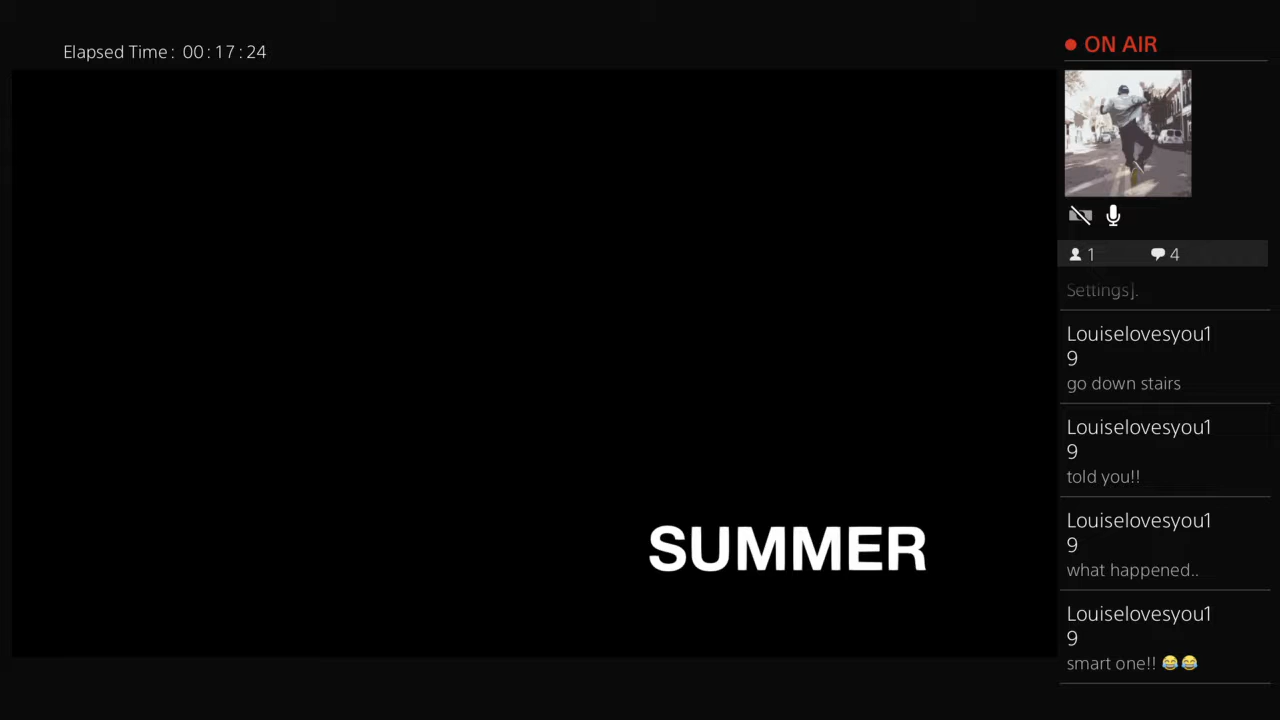 Elapsed Time: 00:17:24
ON AIR
1 4
Settings].
Louiselovesyou1
9
go down stairs
Louiselovesyou1
9
told you!!
Louiselovesyou1
9
what happened..
Louiselovesyou1
9
smart one!! 😂😂
SUMMER